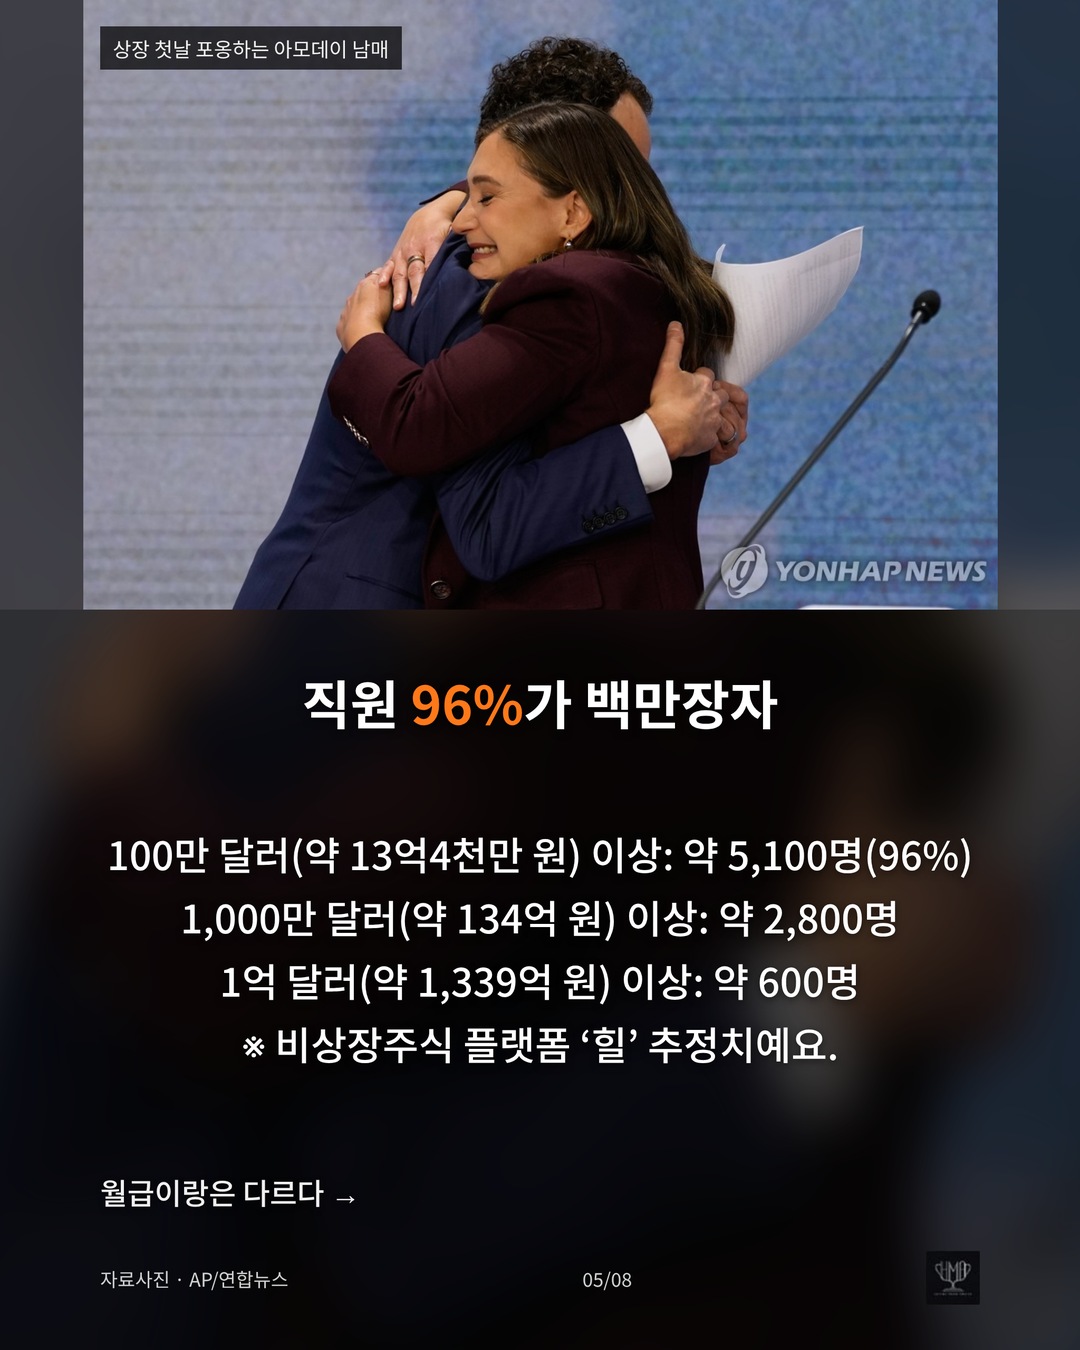 상장 첫날 포옹하는 아모데이 남매
YONHAP NEWS
직원 96%가 백만장자
100만 달러(약 13억4천만 원) 이상: 약 5,100명(96%)
1,000만 달러(약 134억 원) 이상: 약 2,800명
1억 달러(약 1,339억 원) 이상: 약 600명
※ 비상장주식 플랫폼 ‘힐’ 추정치예요.
월급이랑은 다르다 →
자료사진 · AP/연합뉴스
05/08